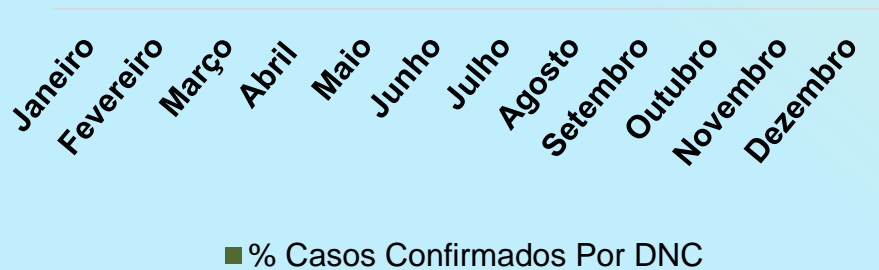 Janeiro
Fevereiro
Março
Abril
Maio
Junho
Julho
Agosto
Setembro
Outubro
Novembro
Dezembro
% Casos Confirmados Por DNC